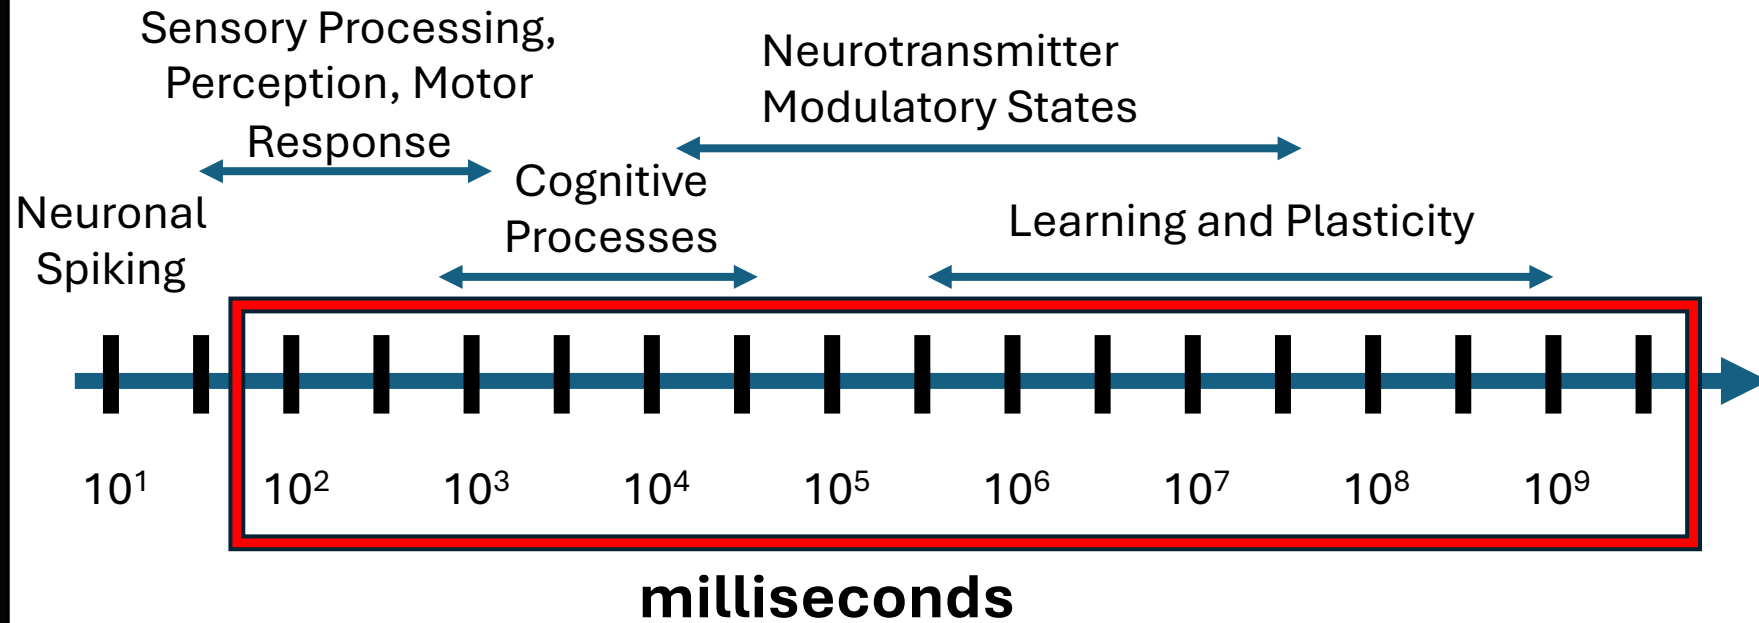 Sensory Processing,
Perception, Motor
Response
Neurotransmitter
Modulatory States
Cognitive
Processes
Neuronal
Spiking
Learning and Plasticity
10¹ 10² 10³ 10⁴ 10⁵ 10⁶ 10⁷ 10⁸ 10⁹
milliseconds